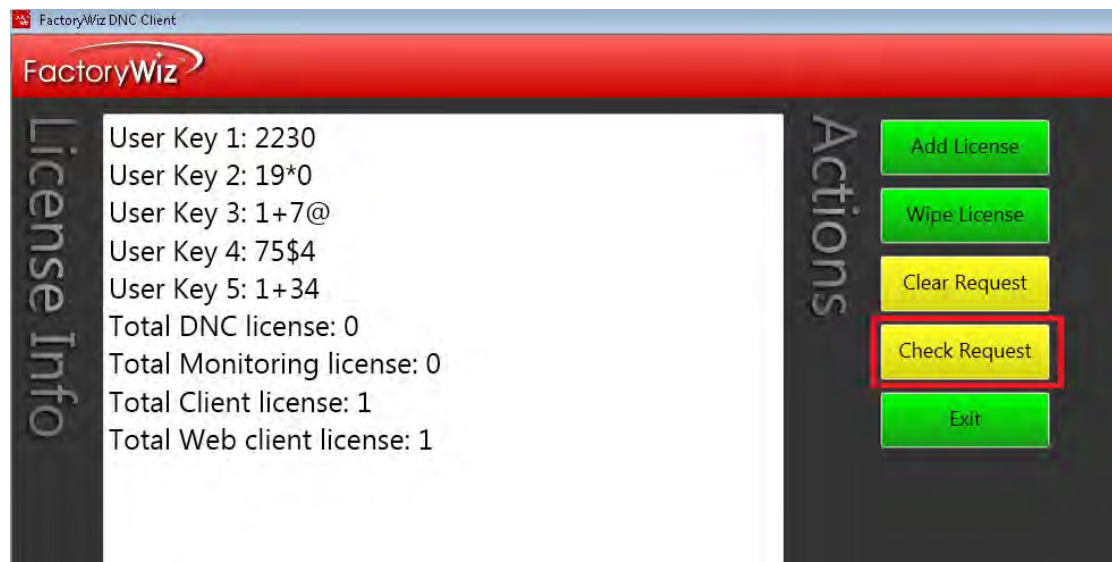 FactoryWiz DNC Client
FactoryWiz™
License Info
User Key 1: 2230
User Key 2: 19*0
User Key 3: 1+7@
User Key 4: 75$4
User Key 5: 1+34
Total DNC license: 0
Total Monitoring license: 0
Total Client license: 1
Total Web client license: 1
Actions
Add License
Wipe License
Clear Request
Check Request
Exit